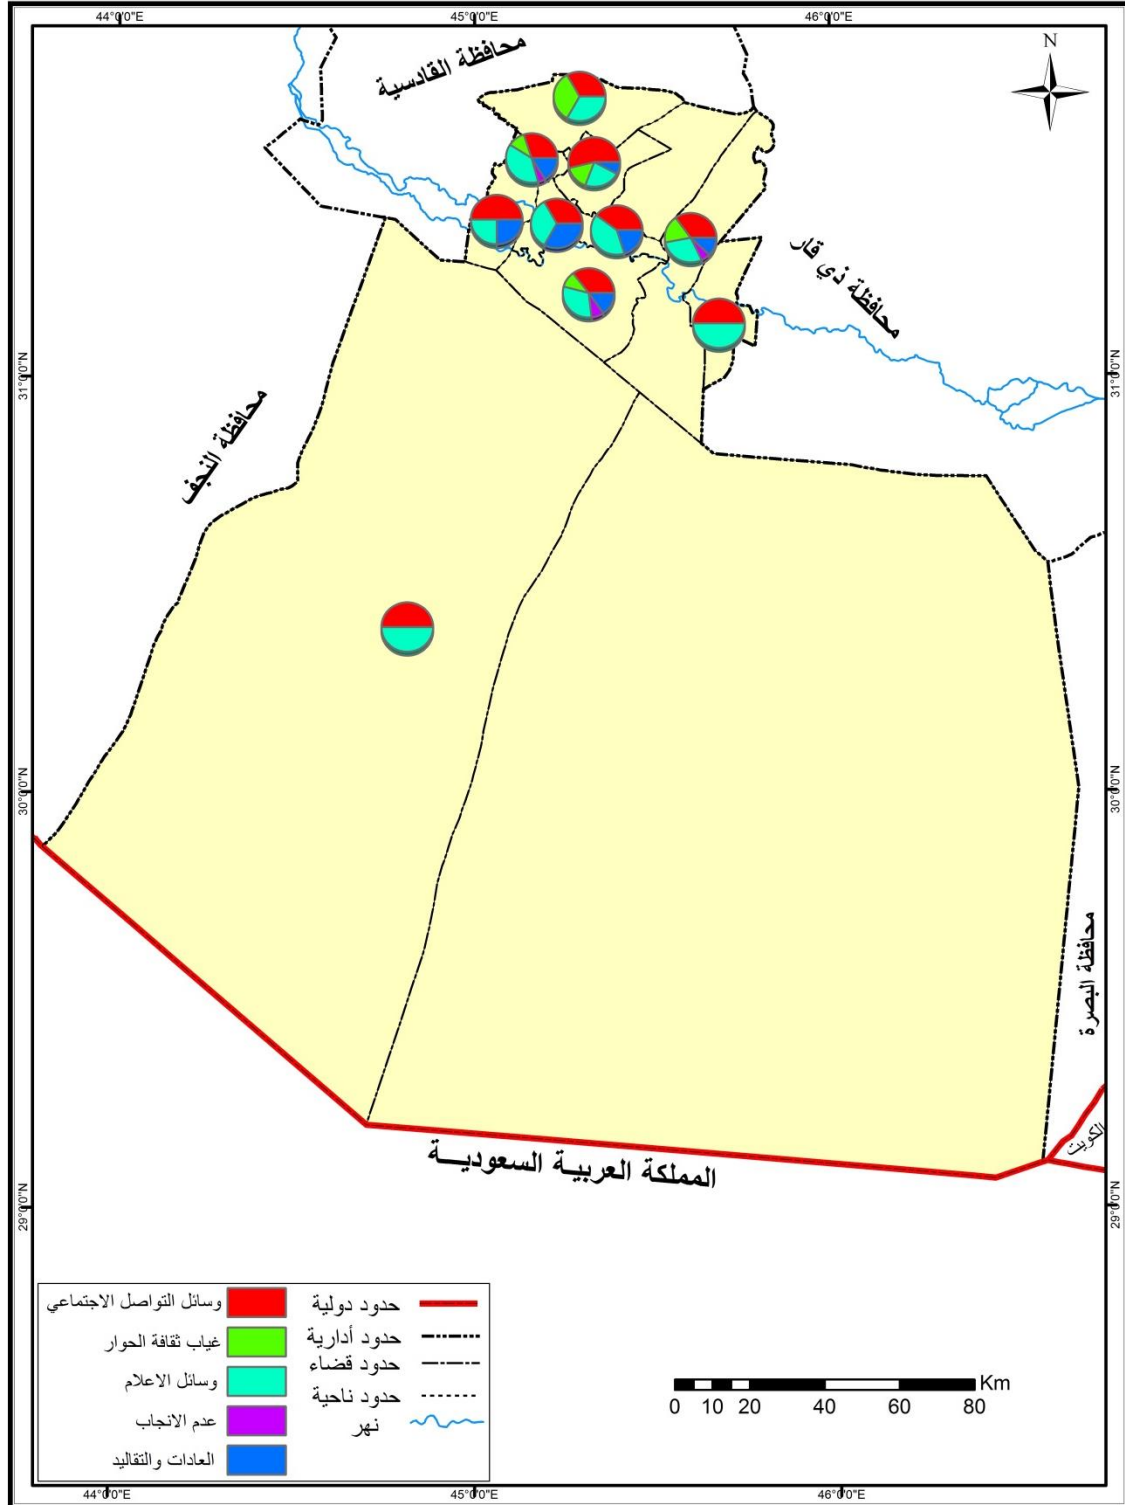 44°0'0"E
45°0'0"E
46°0'0"E
محافظة القادسية
N
محافظة ذي قار
31°0'0"N
31°0'0"N
محافظة النجف
30°0'0"N
30°0'0"N
محافظة البصرة
الكويت
المملكة العربية السعودية
29°0'0"N
29°0'0"N
حدود دولية
حدود أدارية
حدود قضاء
حدود ناحية
نهر
وسائل التواصل الاجتماعي
غياب ثقافة الحوار
وسائل الاعلام
عدم الانجاب
العادات والتقاليد
Km
0 10 20 40 60 80
44°0'0"E
45°0'0"E
46°0'0"E